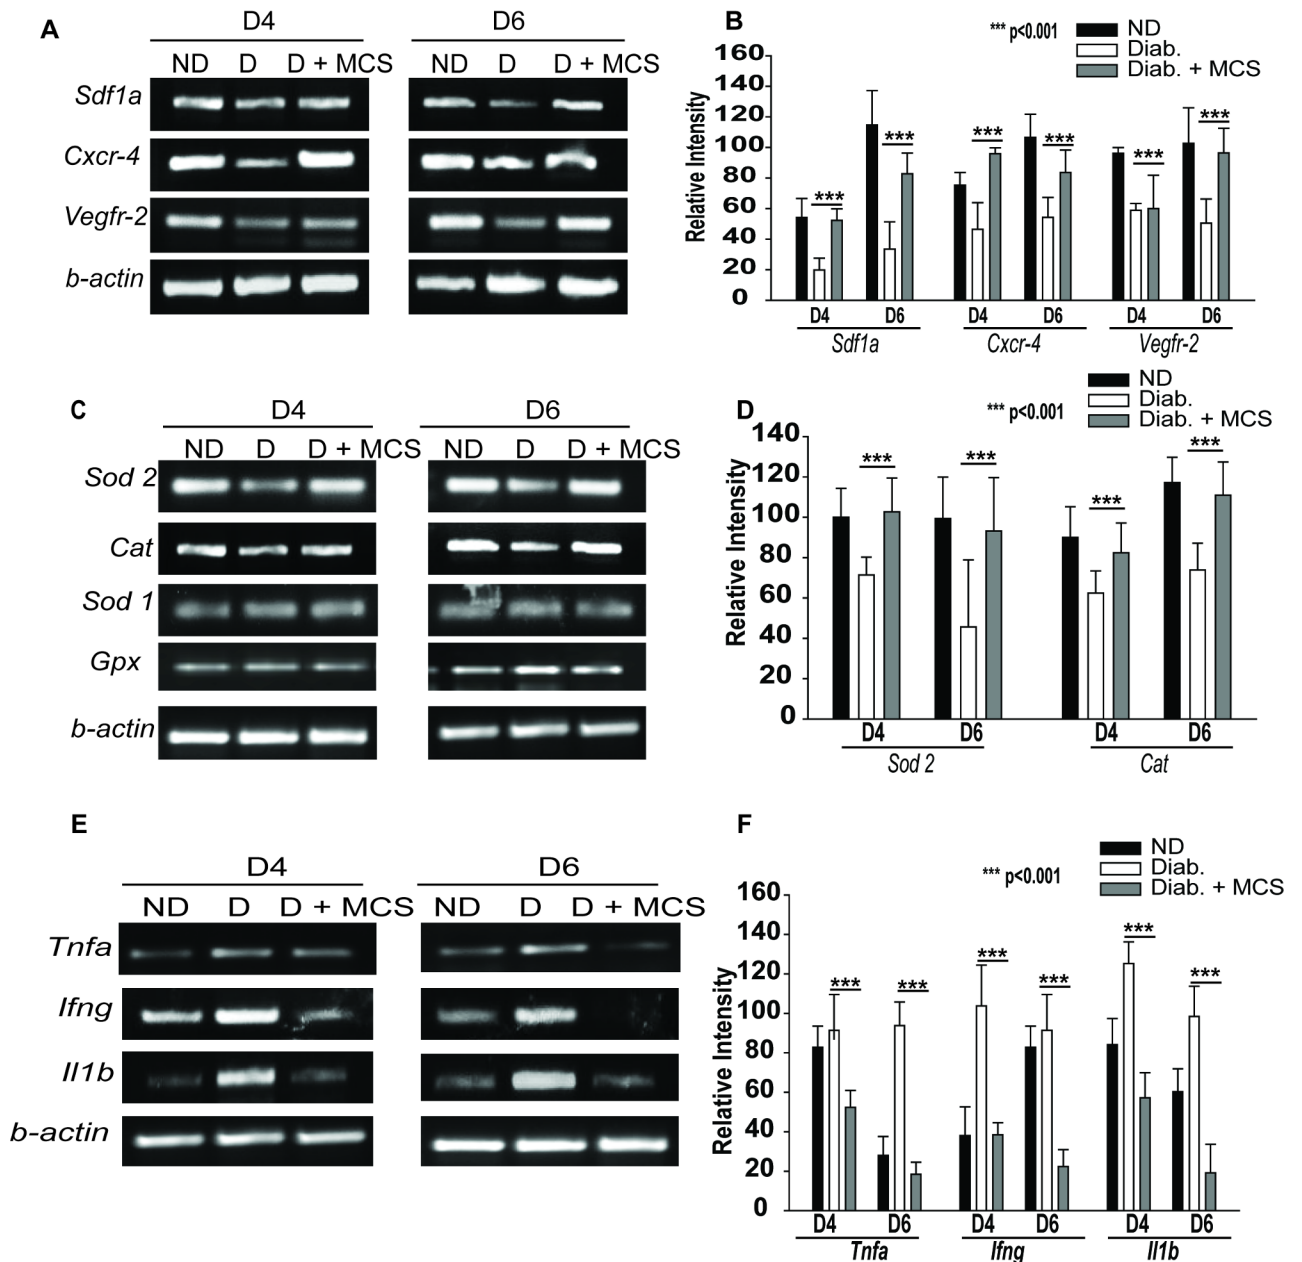 A
D4
D6
ND D D + MCS
ND D D + MCS
Sdf1a
Cxcr-4
Vegfr-2
b-actin
B
*** p<0.001
ND
Diab.
Diab. + MCS
Relative Intensity
160
140
120
100
80
60
40
20
0
*** *** *** *** *** ***
D4 D6 D4 D6 D4 D6
Sdf1a Cxcr-4 Vegfr-2
C
D4
D6
ND D D + MCS
ND D D + MCS
Sod 2
Cat
Sod 1
Gpx
b-actin
D
*** p<0.001
ND
Diab.
Diab. + MCS
Relative Intensity
140
120
100
80
60
40
20
0
*** *** *** ***
D4 D6 D4 D6
Sod 2 Cat
E
D4
D6
ND D D + MCS
ND D D + MCS
Tnfa
Ifng
Il1b
b-actin
F
*** p<0.001
ND
Diab.
Diab. + MCS
Relative Intensity
160
140
120
100
80
60
40
20
0
*** *** *** *** *** ***
D4 D6 D4 D6 D4 D6
Tnfa Ifng Il1b